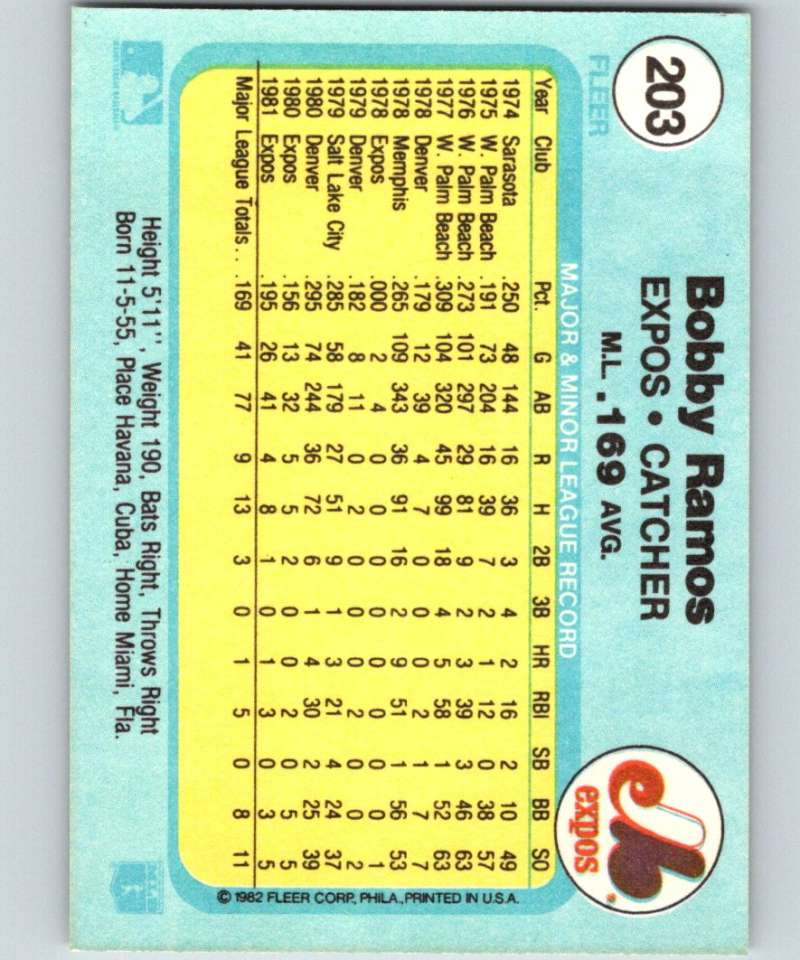 203
FLEER
Bobby Ramos
EXPOS • CATCHER
M.L. .169 AVG.
expos
MAJOR & MINOR LEAGUE RECORD
Year Club Pct. G AB R H 2B 3B HR RBI SB BB SO
1974 Sarasota .250 48 144 16 36 3 4 2 16 2 10 49
1975 W. Palm Beach .191 73 204 16 39 7 2 1 12 0 38 57
1976 W. Palm Beach .273 101 297 29 81 9 2 3 39 3 46 63
1977 W. Palm Beach .309 104 320 45 99 18 4 5 58 1 52 63
1978 Denver .179 12 39 4 7 0 0 0 2 1 7 7
1978 Memphis .265 109 343 36 91 16 2 9 51 1 56 53
1978 Expos .000 2 4 0 0 0 0 0 0 0 0 1
1979 Denver .182 8 11 0 2 0 0 0 2 0 0 2
1979 Salt Lake City .285 58 179 27 51 9 1 3 21 4 24 37
1980 Denver .295 74 244 36 72 6 1 4 30 2 25 39
1980 Expos .156 13 32 5 5 2 0 0 2 0 5 5
1981 Expos .195 26 41 4 8 1 0 1 3 0 3 5
Major League Totals... .169 41 77 9 13 3 0 1 5 0 8 11
© 1982 FLEER CORP., PHILA., PRINTED IN U.S.A.
Height 5'11", Weight 190, Bats Right, Throws Right
Born 11-5-55, Place Havana, Cuba, Home Miami, Fla.